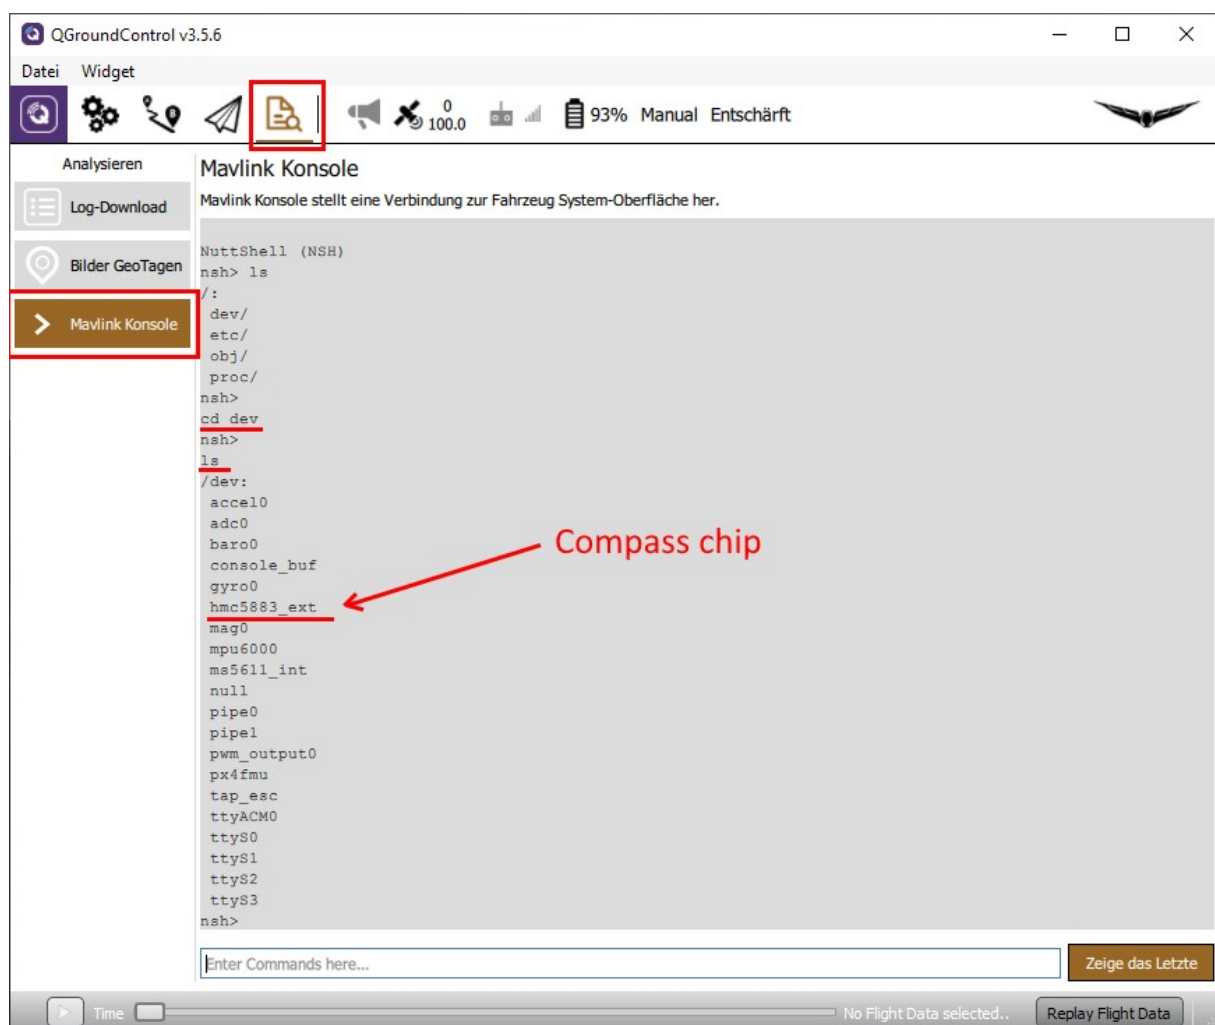 QGroundControl v3.5.6
Datei Widget
0
100.0
93% Manual Entschärft
Analysieren
Log-Download
Bilder GeoTagen
Mavlink Konsole
Mavlink Konsole
Mavlink Konsole stellt eine Verbindung zur Fahrzeug System-Oberfläche her.
NuttShell (NSH)
nsh> ls
/:
dev/
etc/
obj/
proc/
nsh>
cd dev
nsh>
ls
/dev:
accel0
adc0
baro0
console_buf
gyro0
hmc5883_ext
mag0
mpu6000
ms5611_int
null
pipe0
pipe1
pwm_output0
px4fmu
tap_esc
ttyACM0
ttyS0
ttyS1
ttyS2
ttyS3
nsh>
Compass chip
Enter Commands here...
Zeige das Letzte
Time
No Flight Data selected..
Replay Flight Data